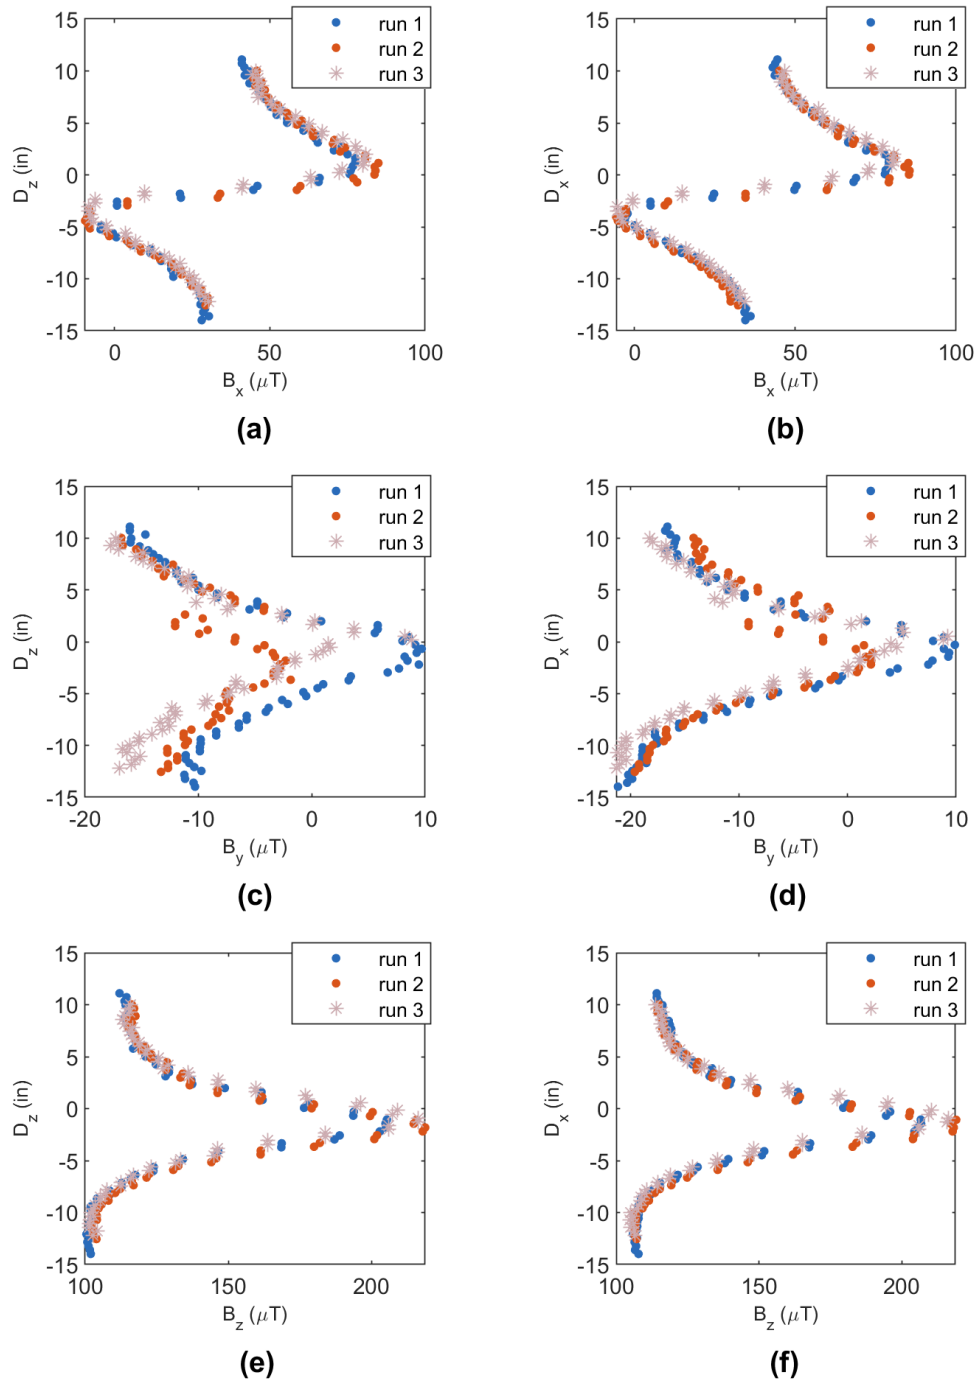 15
10
5
0
-5
-10
-15
D_z (in)
0
50
100
B_x (μT)
run 1
run 2
run 3
(a)
15
10
5
0
-5
-10
-15
D_x (in)
0
50
100
B_x (μT)
run 1
run 2
run 3
(b)
15
10
5
0
-5
-10
-15
D_z (in)
-20
-10
0
10
B_y (μT)
run 1
run 2
run 3
(c)
15
10
5
0
-5
-10
-15
D_x (in)
-20
-10
0
10
B_y (μT)
run 1
run 2
run 3
(d)
15
10
5
0
-5
-10
-15
D_z (in)
100
150
200
B_z (μT)
run 1
run 2
run 3
(e)
15
10
5
0
-5
-10
-15
D_x (in)
100
150
200
B_z (μT)
run 1
run 2
run 3
(f)